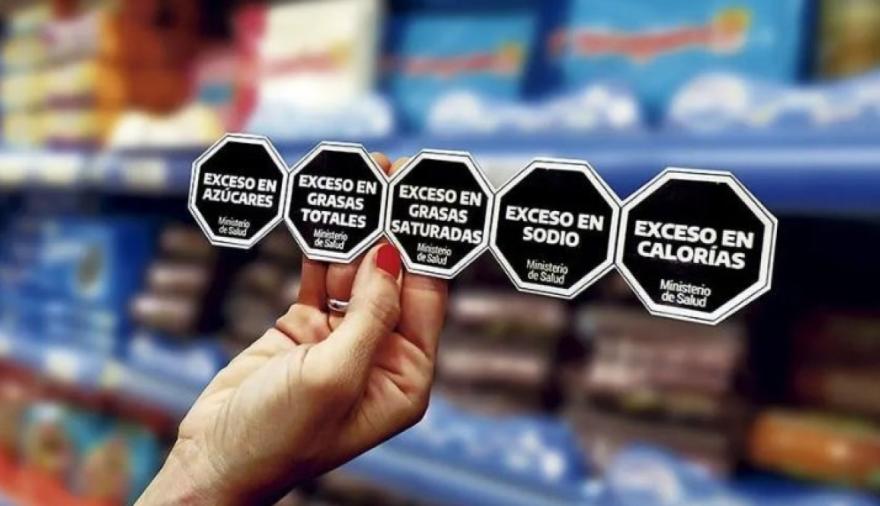 EXCESO EN
AZÚCARES
Ministerio
de Salud
EXCESO EN
GRASAS
TOTALES
Ministerio
de Salud
EXCESO EN
GRASAS
SATURADAS
Ministerio
de Salud
EXCESO EN
SODIO
Ministerio
de Salud
EXCESO EN
CALORÍAS
Ministerio
de Salud